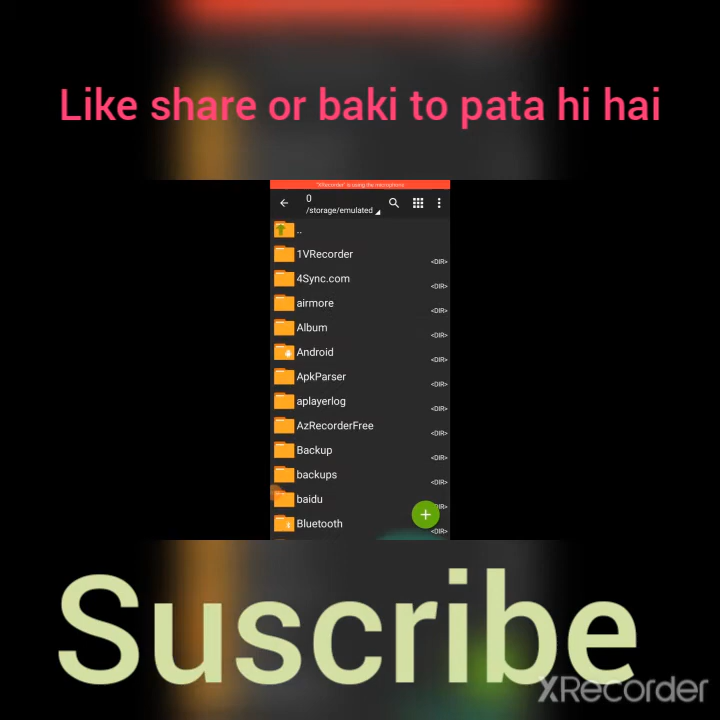 Like share or baki to pata hi hai
"XRecorder" is using the microphone
0
/storage/emulated
..
1VRecorder
<DIR>
4Sync.com
<DIR>
airmore
<DIR>
Album
<DIR>
Android
<DIR>
ApkParser
<DIR>
aplayerlog
<DIR>
AzRecorderFree
<DIR>
Backup
<DIR>
backups
<DIR>
baidu
<DIR>
Bluetooth
<DIR>
Suscribe
XRecorder